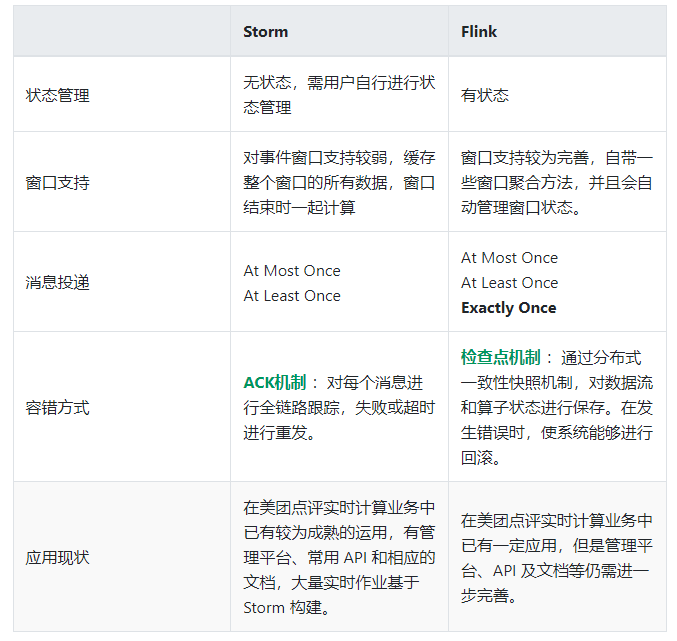 Storm
Flink
状态管理
无状态，需用户自行进行状
态管理
有状态
窗口支持
对事件窗口支持较弱，缓存
整个窗口的所有数据，窗口
结束时一起计算
窗口支持较为完善，自带一
些窗口聚合方法，并且会自
动管理窗口状态。
消息投递
At Most Once
At Least Once
At Most Once
At Least Once
Exactly Once
容错方式
ACK机制 ：对每个消息进
行全链路跟踪，失败或超时
进行重发。
检查点机制 ：通过分布式
一致性快照机制，对数据流
和算子状态进行保存。在发
生错误时，使系统能够进行
回滚。
应用现状
在美团点评实时计算业务中
已有较为成熟的运用，有管
理平台、常用 API 和相应的
文档，大量实时作业基于
Storm 构建。
在美团点评实时计算业务中
已有一定应用，但是管理平
台、API 及文档等仍需进一
步完善。